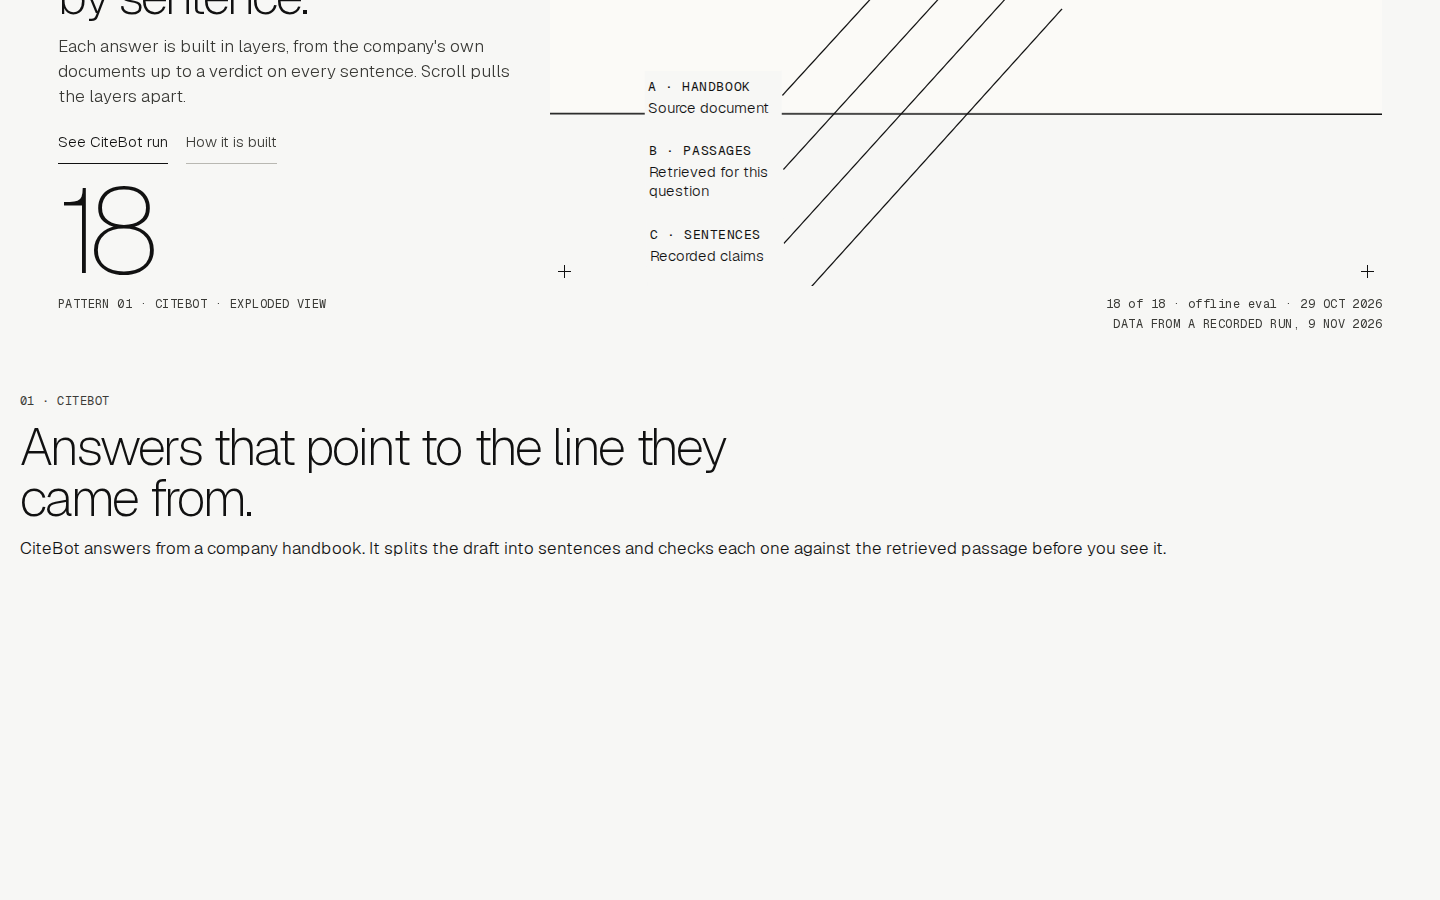 by sentence.
Each answer is built in layers, from the company's own
documents up to a verdict on every sentence. Scroll pulls
the layers apart.
See CiteBot run
How it is built
18
A · HANDBOOK
Source document
B · PASSAGES
Retrieved for this
question
C · SENTENCES
Recorded claims
PATTERN 01 · CITEBOT · EXPLODED VIEW
18 of 18 · offline eval · 29 OCT 2026
DATA FROM A RECORDED RUN, 9 NOV 2026
01 · CITEBOT
Answers that point to the line they
came from.
CiteBot answers from a company handbook. It splits the draft into sentences and checks each one against the retrieved passage before you see it.